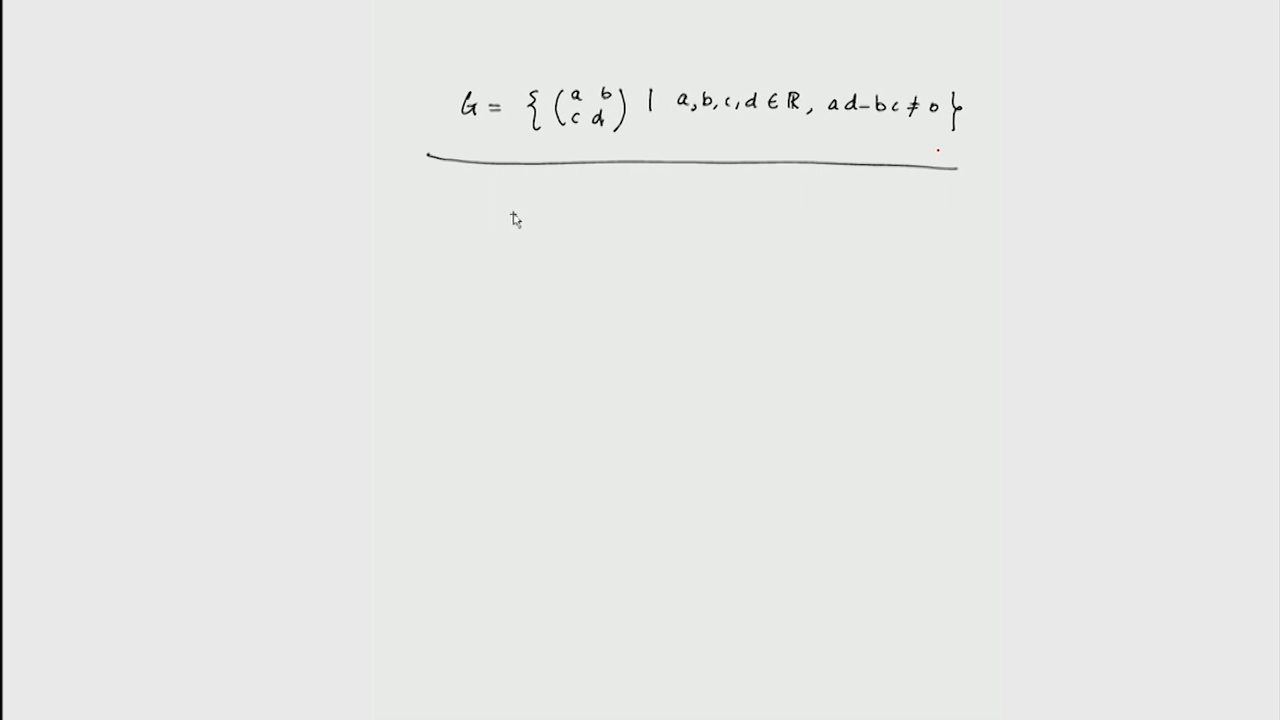 G = { (a b c d) | a, b, c, d ∈ ℝ, ad-bc ≠ 0 }